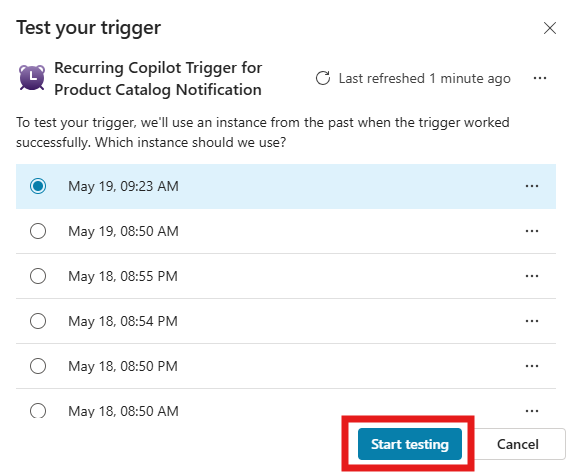 Test your trigger
Recurring Copilot Trigger for
Product Catalog Notification
Last refreshed 1 minute ago
To test your trigger, we'll use an instance from the past when the trigger worked
successfully. Which instance should we use?
May 19, 09:23 AM
May 19, 08:50 AM
May 18, 08:55 PM
May 18, 08:54 PM
May 18, 08:50 PM
May 18, 08:50 AM
Start testing
Cancel